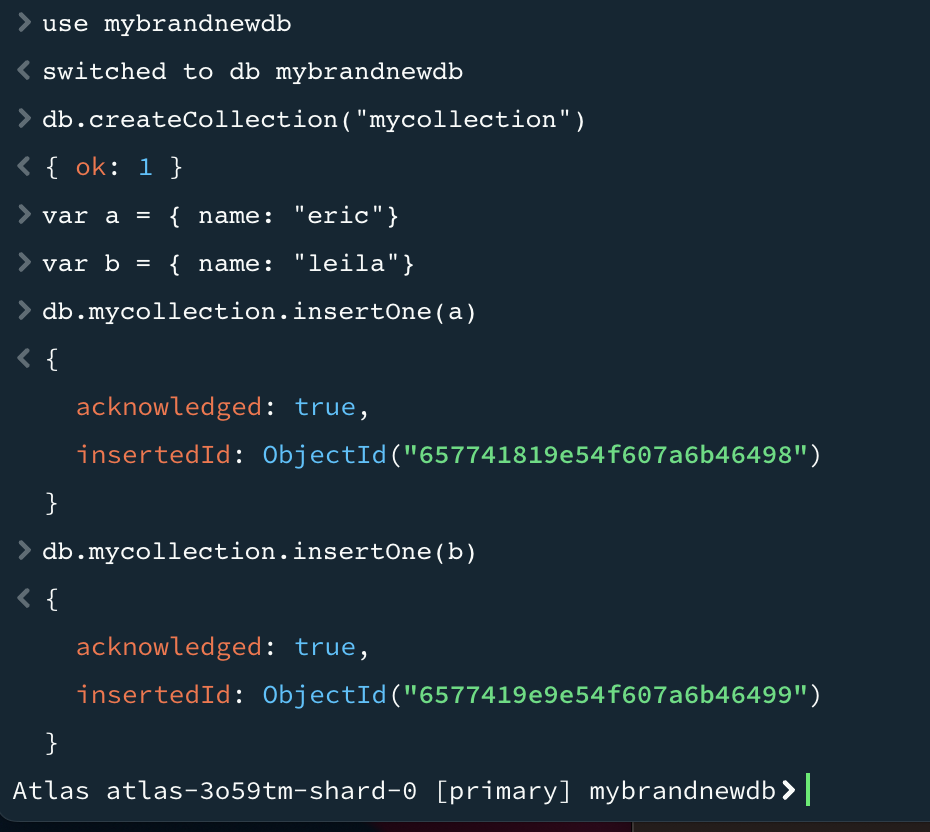 > use mybrandnewdb
< switched to db mybrandnewdb
> db.createCollection("mycollection")
< { ok: 1 }
> var a = { name: "eric"}
> var b = { name: "leila"}
> db.mycollection.insertOne(a)
< {
acknowledged: true,
insertedId: ObjectId("657741819e54f607a6b46498")
}
> db.mycollection.insertOne(b)
< {
acknowledged: true,
insertedId: ObjectId("6577419e9e54f607a6b46499")
}
Atlas atlas-3o59tm-shard-0 [primary] mybrandnewdb>